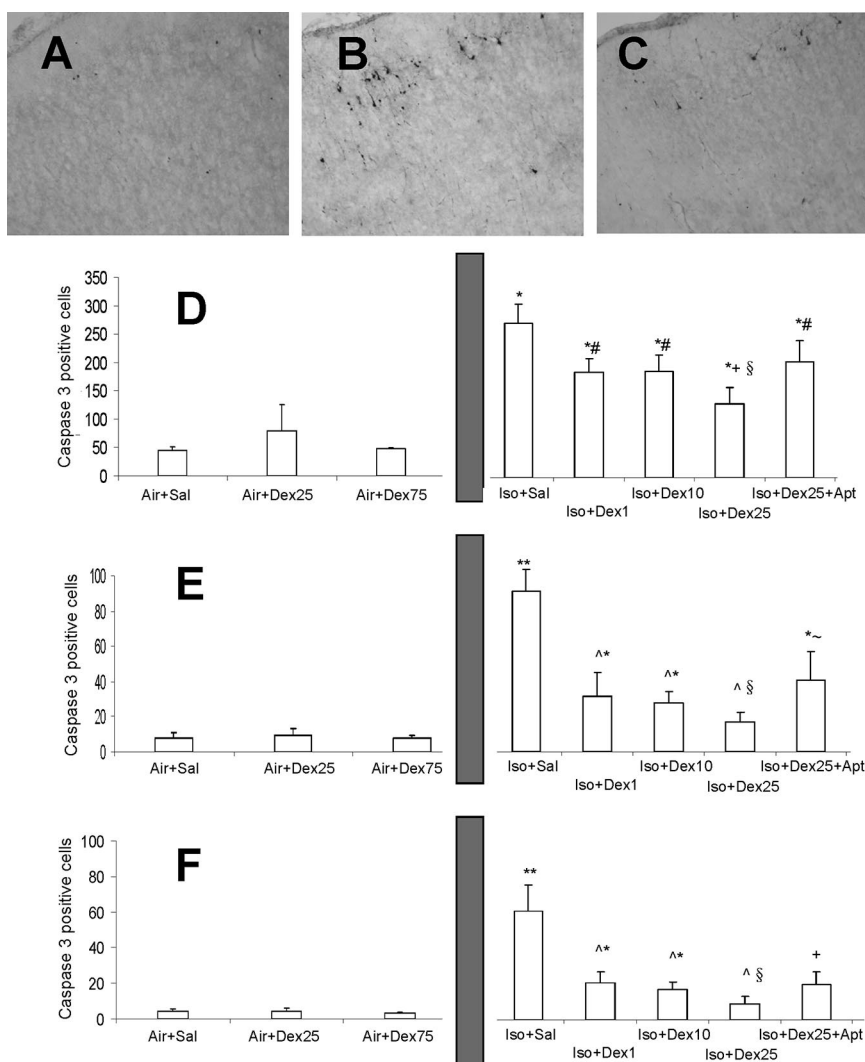 A
B
C
D
Caspase 3 positive cells
350
300
250
200
150
100
50
0
Air+Sal
Air+Dex25
Air+Dex75
*
*#
*#
*+ §
*#
Iso+Sal
Iso+Dex1
Iso+Dex10
Iso+Dex25
Iso+Dex25+Apt
E
Caspase 3 positive cells
100
80
60
40
20
0
Air+Sal
Air+Dex25
Air+Dex75
**
^*
^*
^ §
*~
Iso+Sal
Iso+Dex1
Iso+Dex10
Iso+Dex25
Iso+Dex25+Apt
F
Caspase 3 positive cells
100
80
60
40
20
0
Air+Sal
Air+Dex25
Air+Dex75
**
^*
^*
^ §
+
Iso+Sal
Iso+Dex1
Iso+Dex10
Iso+Dex25
Iso+Dex25+Apt